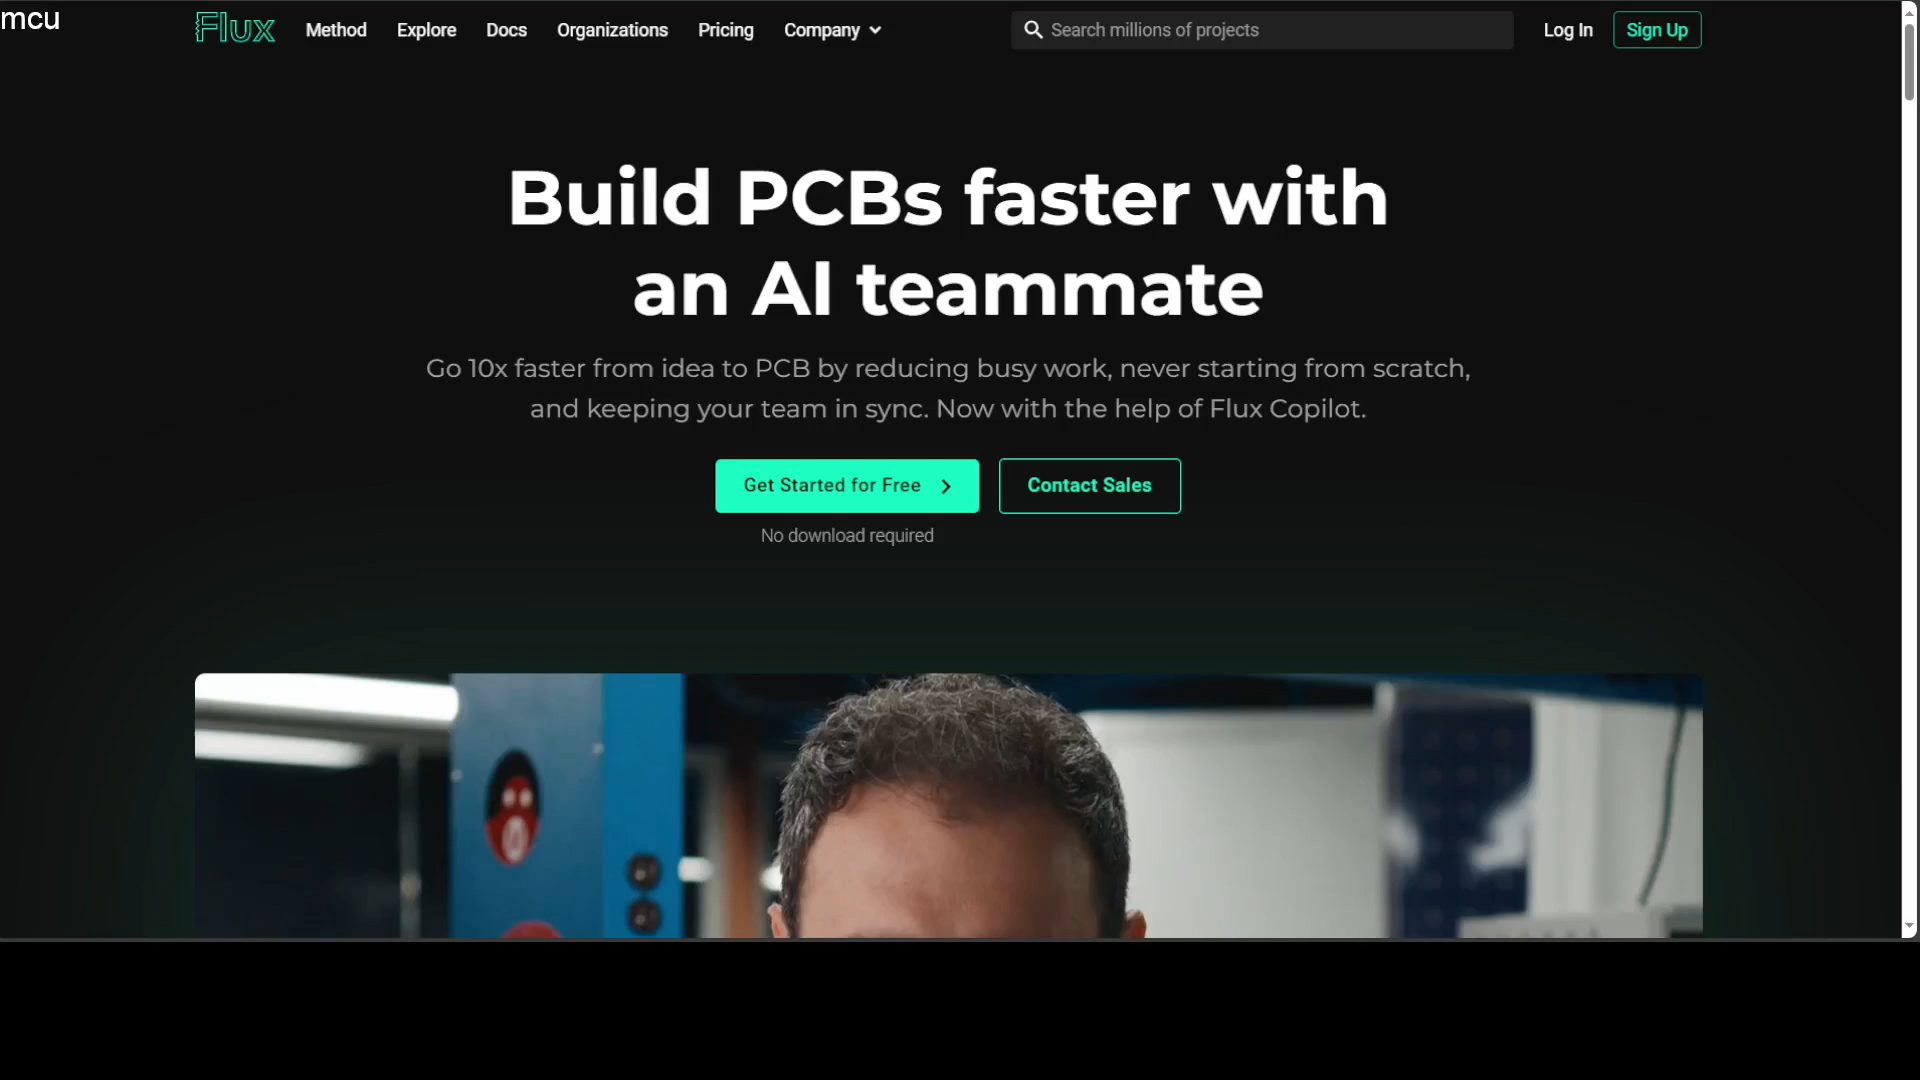 mcu
Flux Method Explore Docs Organizations Pricing Company Search millions of projects Log In Sign Up
Build PCBs faster with
an AI teammate
Go 10x faster from idea to PCB by reducing busy work, never starting from scratch,
and keeping your team in sync. Now with the help of Flux Copilot.
Get Started for Free Contact Sales
No download required